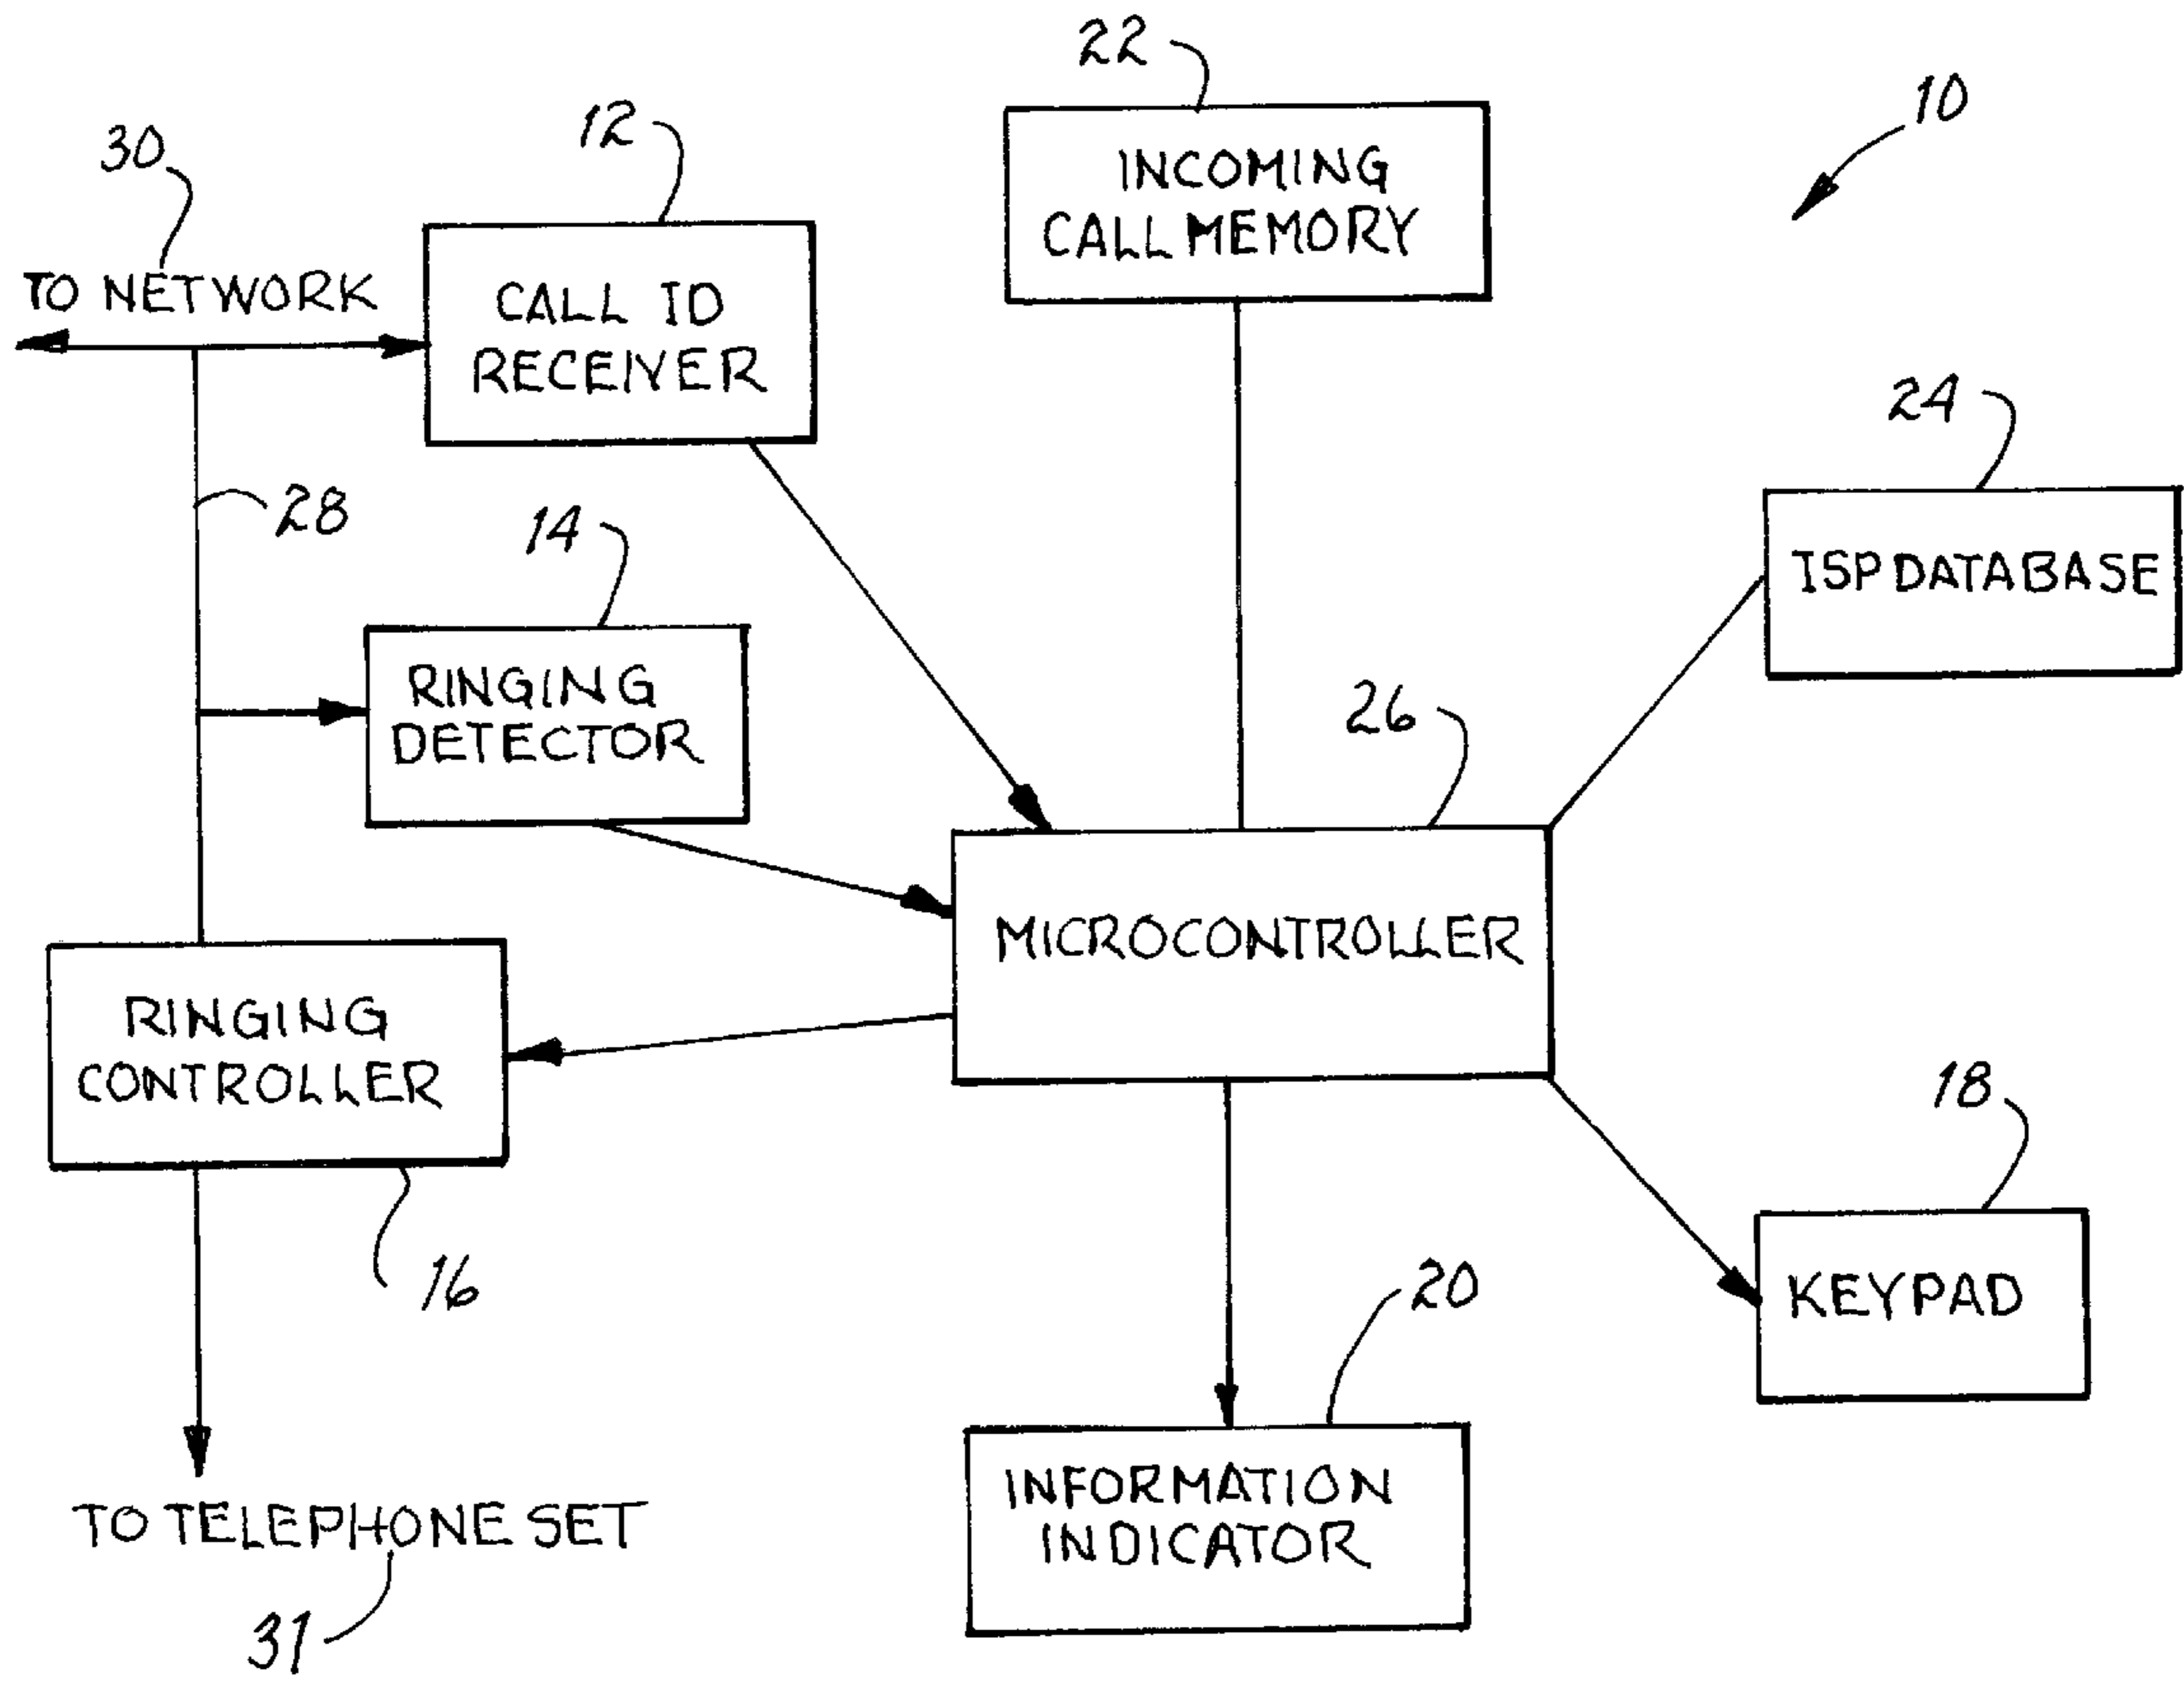 22
10
12
30
INCOMING
CALL MEMORY
TO NETWORK
CALL ID
RECEIVER
24
28
14
ISP DATABASE
RINGING
DETECTOR
26
MICROCONTROLLER
RINGING
CONTROLLER
18
16
20
KEYPAD
INFORMATION
INDICATOR
TO TELEPHONE SET
31